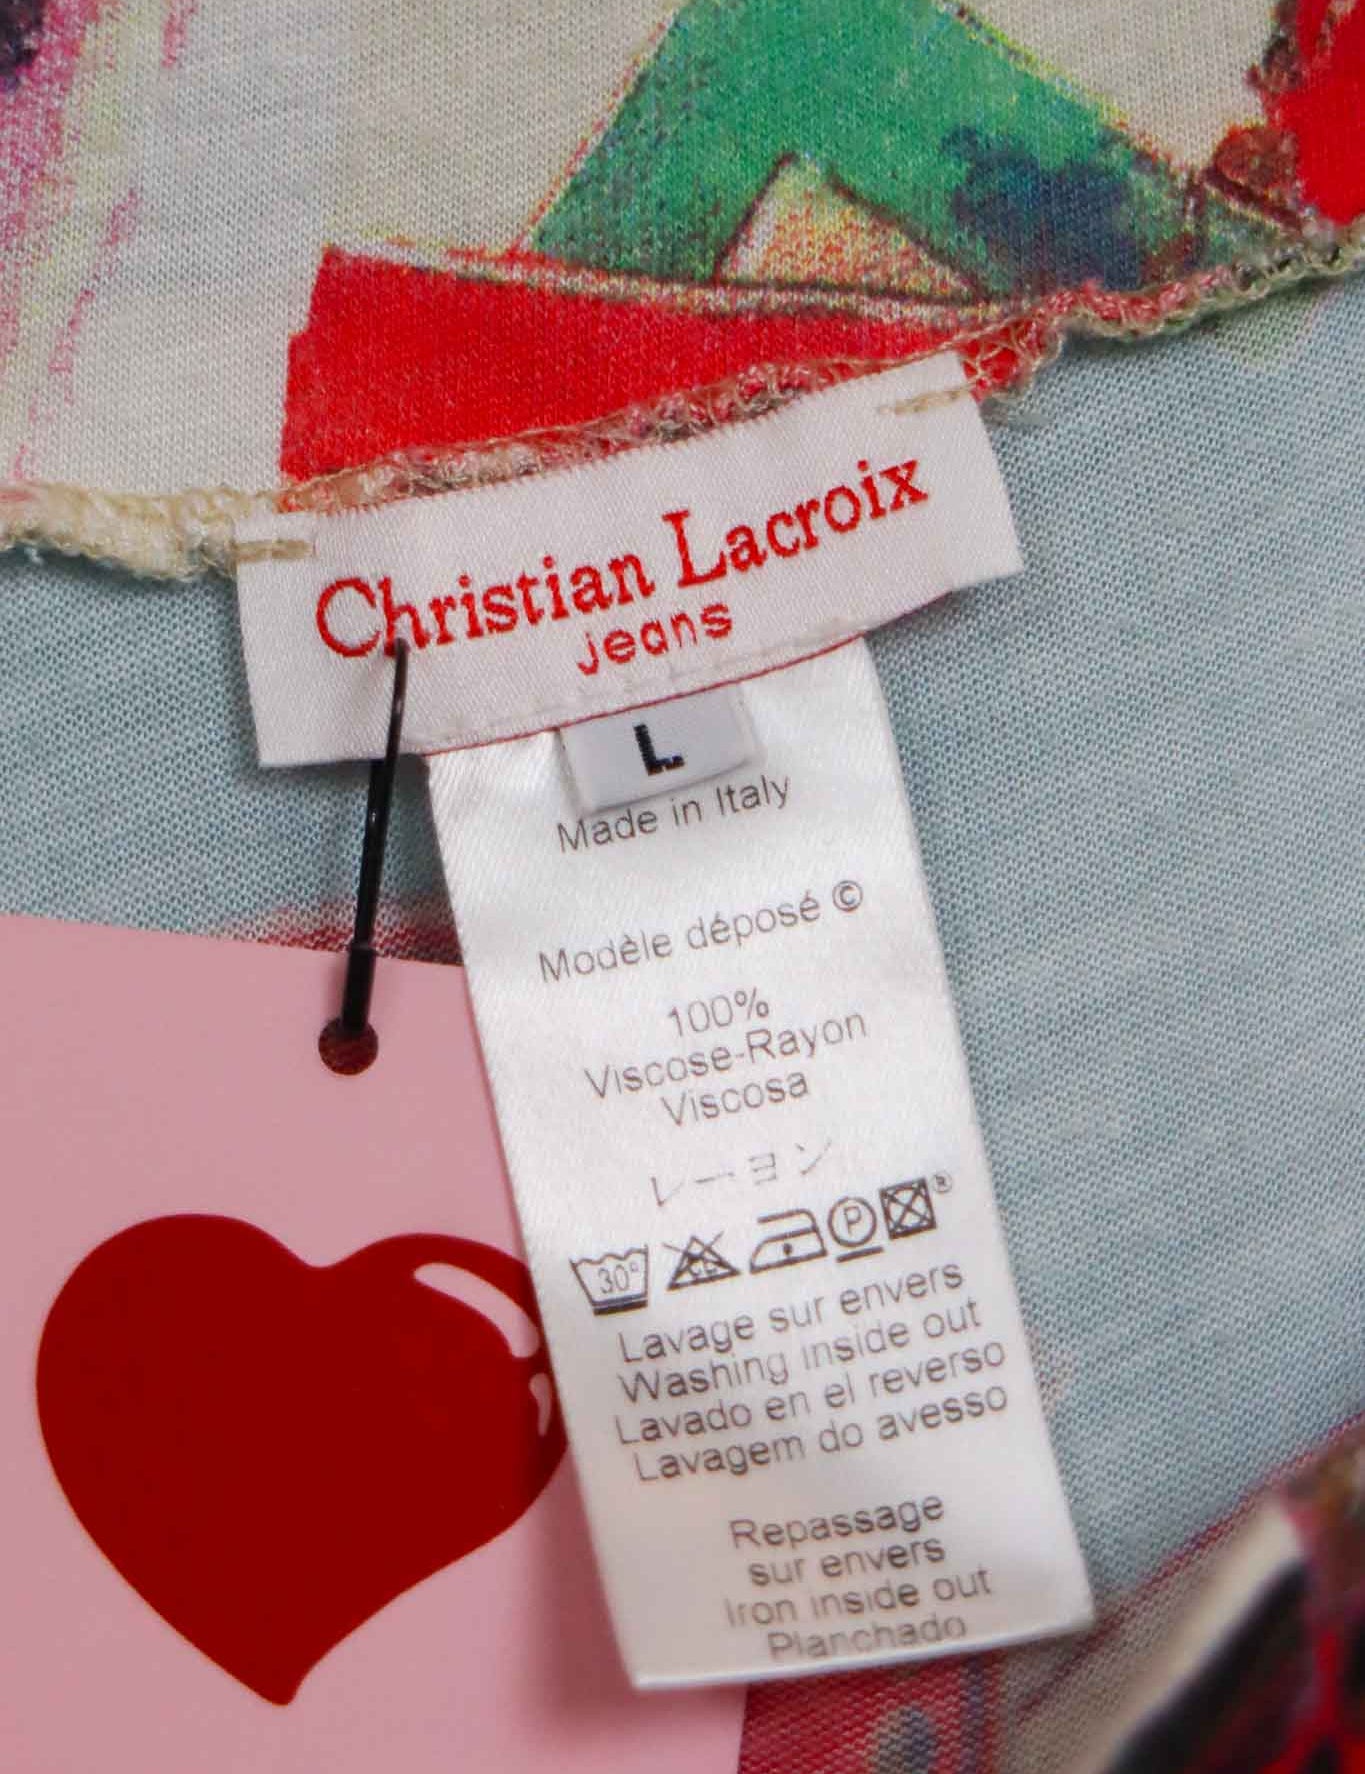 Christian Lacroix
jeans
L
Made in Italy
Modèle déposé ©
100%
Viscose-Rayon
Viscosa
レーヨン
30° CL P ®
Lavage sur envers
Washing inside out
Lavado en el reverso
Lavagem do avesso
Repassage
sur envers
Iron inside out
Planchado